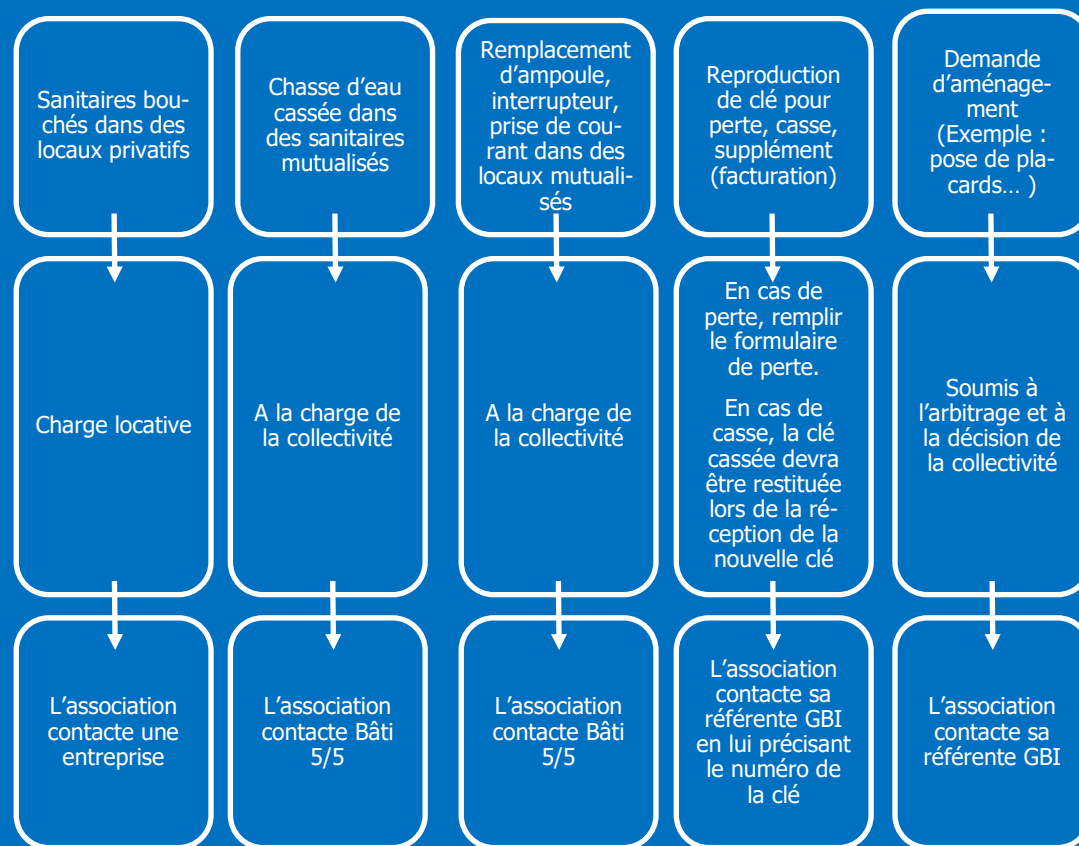 Sanitaires bou-
chés dans des
locaux privatifs
Chasse d'eau
cassée dans
des sanitaires
mutualisés
Remplacement
d'ampoule,
interrupteur,
prise de cou-
rant dans des
locaux mutuali-
sés
Reproduction
de clé pour
perte, casse,
supplément
(facturation)
Demande
d'aménage-
ment
(Exemple :
pose de pla-
cards… )
Charge locative
A la charge de
la collectivité
A la charge de
la collectivité
En cas de
perte, remplir
le formulaire
de perte.
En cas de
casse, la clé
cassée devra
être restituée
lors de la ré-
ception de la
nouvelle clé
Soumis à
l'arbitrage et à
la décision de
la collectivité
L'association
contacte une
entreprise
L'association
contacte Bâti
5/5
L'association
contacte Bâti
5/5
L'association
contacte sa
référente GBI
en lui précisant
le numéro de
la clé
L'association
contacte sa
référente GBI